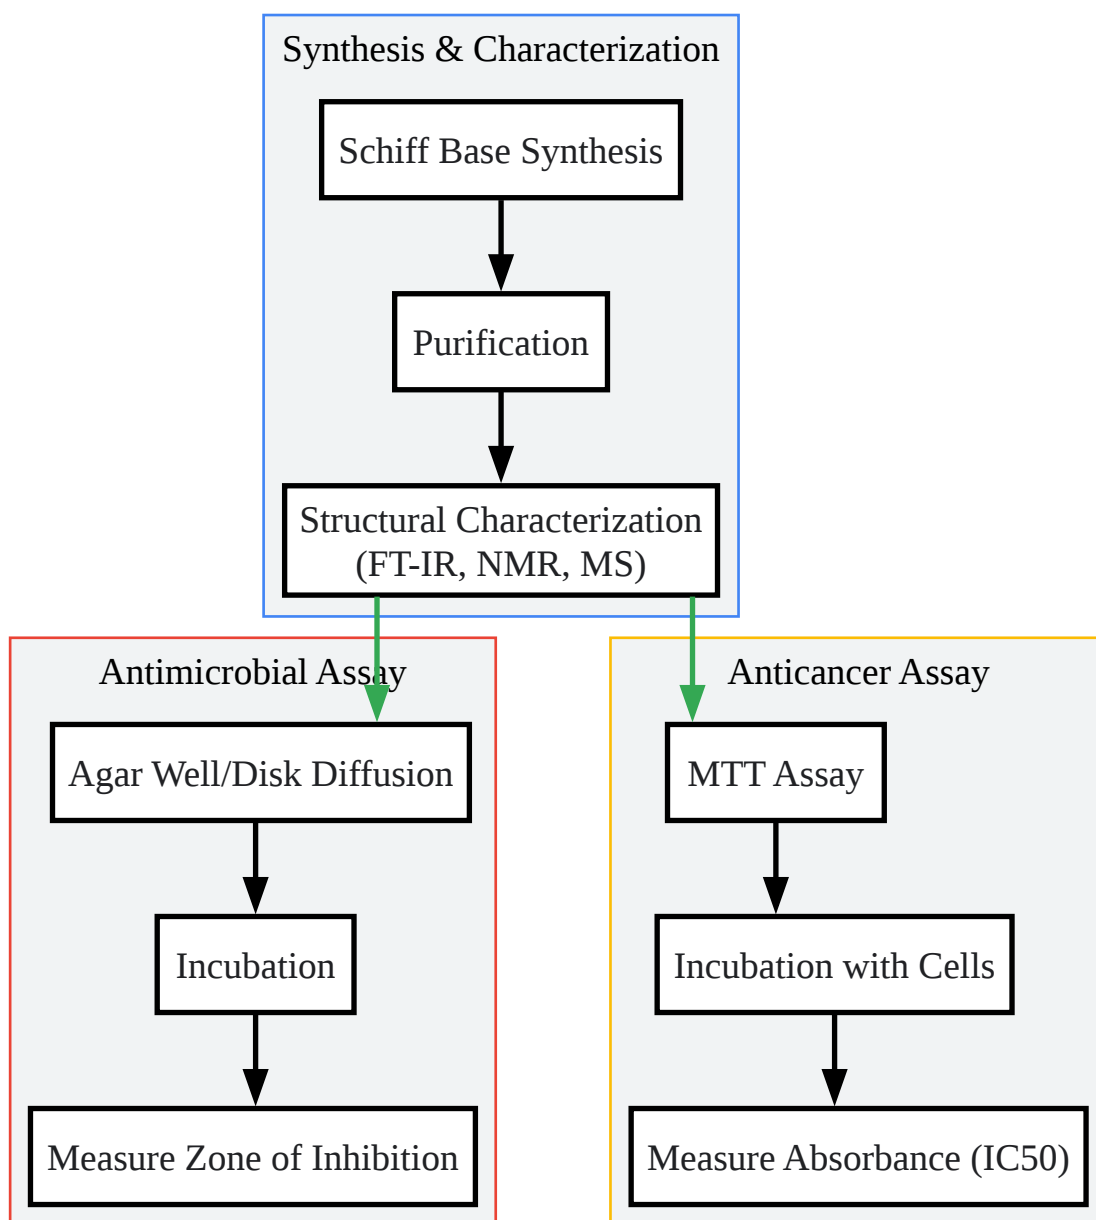 Synthesis & Characterization
Schiff Base Synthesis
Purification
Structural Characterization
(FT-IR, NMR, MS)
Antimicrobial Assay
Agar Well/Disk Diffusion
Incubation
Measure Zone of Inhibition
Anticancer Assay
MTT Assay
Incubation with Cells
Measure Absorbance (IC50)